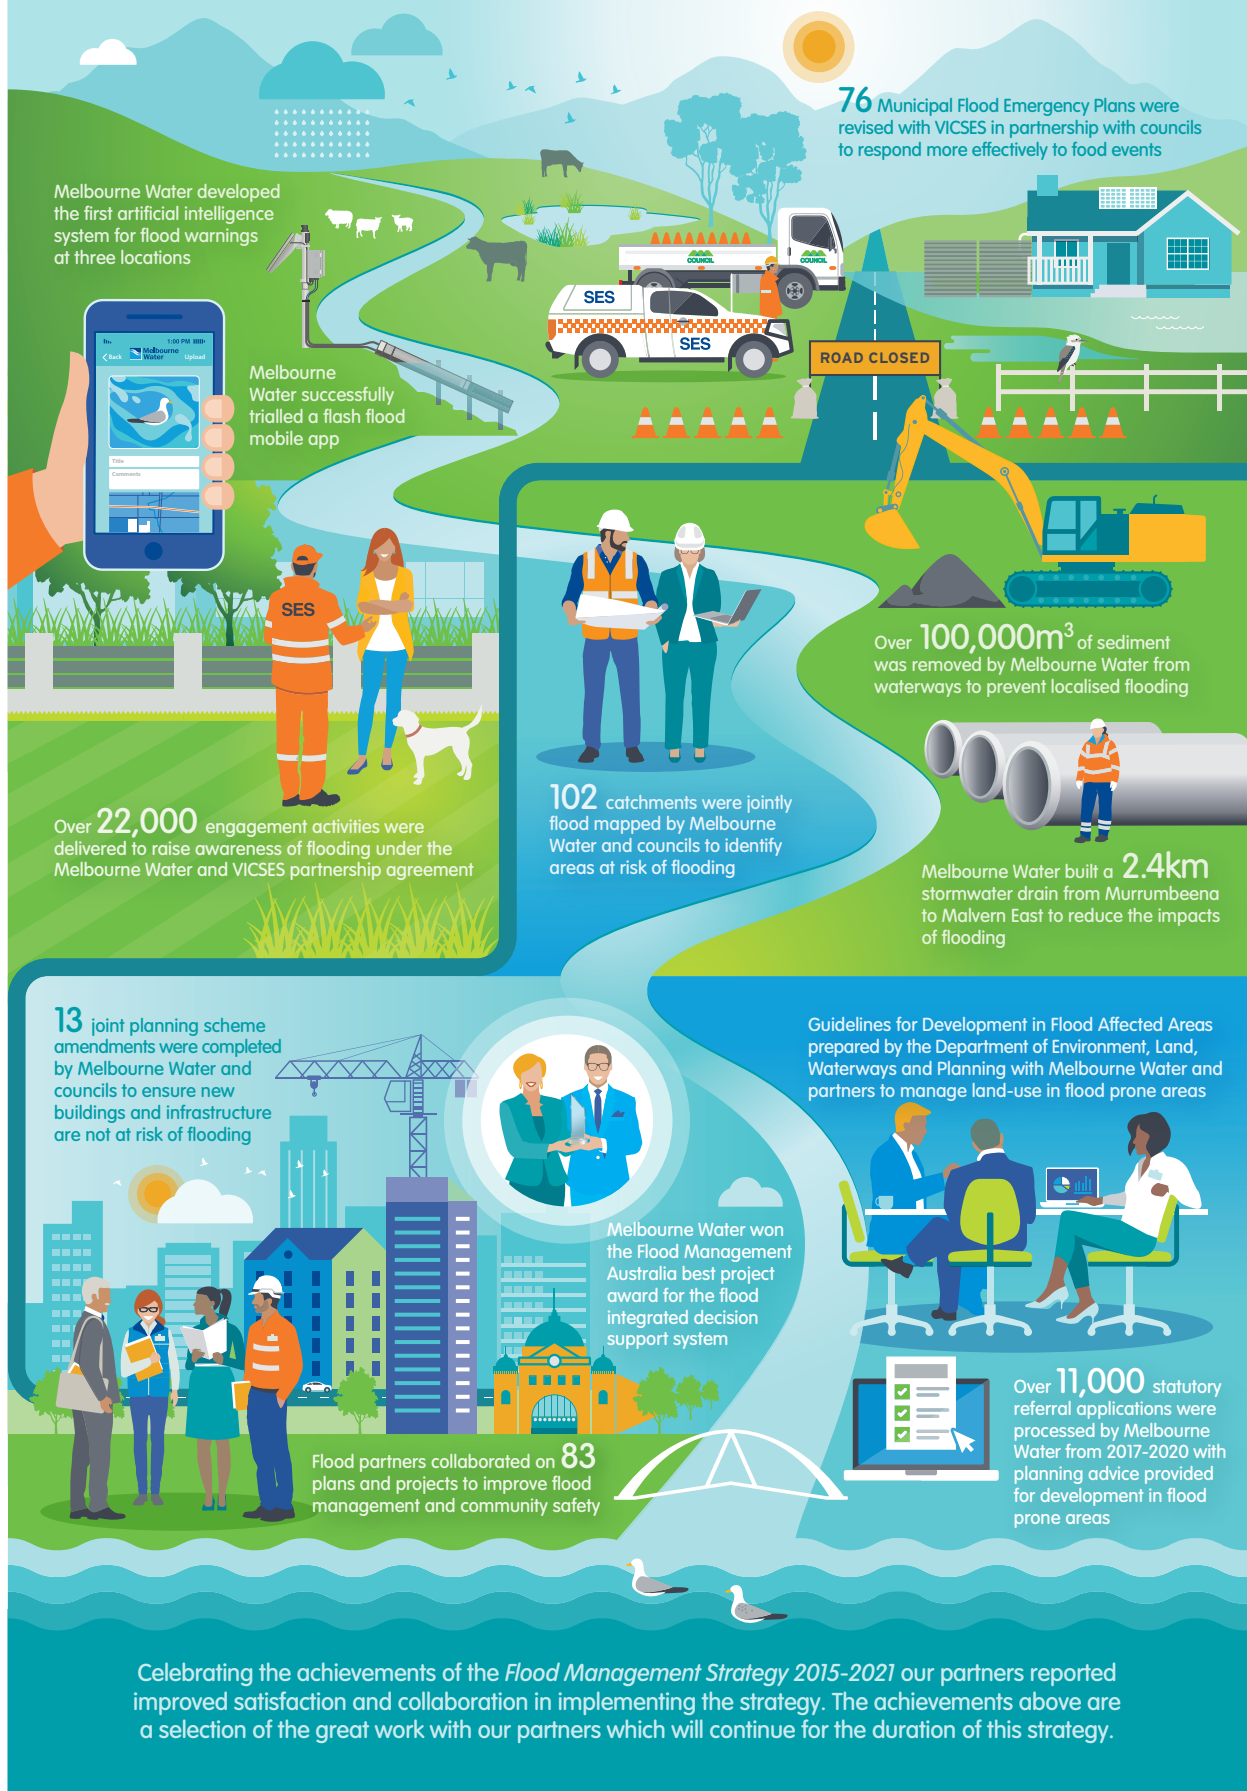 76 Municipal Flood Emergency Plans were
revised with VICSES in partnership with councils
to respond more effectively to food events
Melbourne Water developed
the first artificial intelligence
system for flood warnings
at three locations
COUNCIL
COUNCIL
SES
SES
ROAD CLOSED
1:00 PM
Back
Melbourne
Water
Upload
Title
Comments
Melbourne
Water successfully
trialled a flash flood
mobile app
SES
Over 100,000m³ of sediment
was removed by Melbourne Water from
waterways to prevent localised flooding
Over 22,000 engagement activities were
delivered to raise awareness of flooding under the
Melbourne Water and VICSES partnership agreement
102 catchments were jointly
flood mapped by Melbourne
Water and councils to identify
areas at risk of flooding
Melbourne Water built a 2.4km
stormwater drain from Murrumbeena
to Malvern East to reduce the impacts
of flooding
13 joint planning scheme
amendments were completed
by Melbourne Water and
councils to ensure new
buildings and infrastructure
are not at risk of flooding
Guidelines for Development in Flood Affected Areas
prepared by the Department of Environment, Land,
Waterways and Planning with Melbourne Water and
partners to manage land-use in flood prone areas
Melbourne Water won
the Flood Management
Australia best project
award for the flood
integrated decision
support system
Over 11,000 statutory
referral applications were
processed by Melbourne
Water from 2017-2020 with
planning advice provided
for development in flood
prone areas
Flood partners collaborated on 83
plans and projects to improve flood
management and community safety
Celebrating the achievements of the Flood Management Strategy 2015-2021 our partners reported
improved satisfaction and collaboration in implementing the strategy. The achievements above are
a selection of the great work with our partners which will continue for the duration of this strategy.